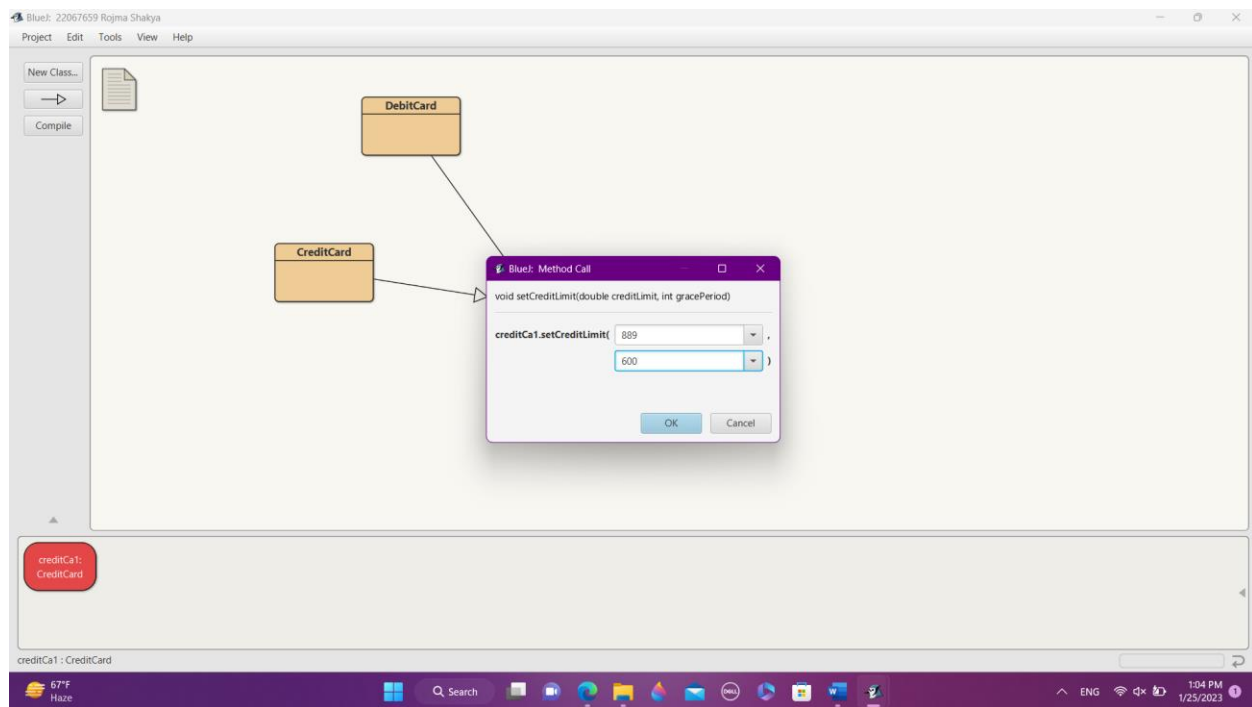 BlueJ: 22067659 Rojma Shakya
Project Edit Tools View Help
New Class...
Compile
DebitCard
CreditCard
BlueJ: Method Call
void setCreditLimit(double creditLimit, int gracePeriod)
creditCa1.setCreditLimit( 889 ,
600 )
OK Cancel
creditCa1:
CreditCard
creditCa1 : CreditCard
67°F
Haze
Search
DELL
W
ENG
1:04 PM
1/25/2023
1